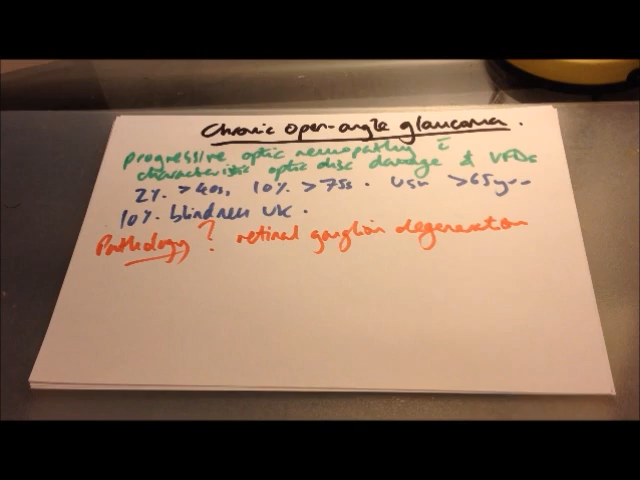 Chronic open-angle glaucoma.
progressive optic neuropathy c̄
characteristic optic disc damage & VFDs
2% >40s, 10% >75s. usu >65yrs
10% blindness UK.
Pathology ? retinal ganglion degeneration